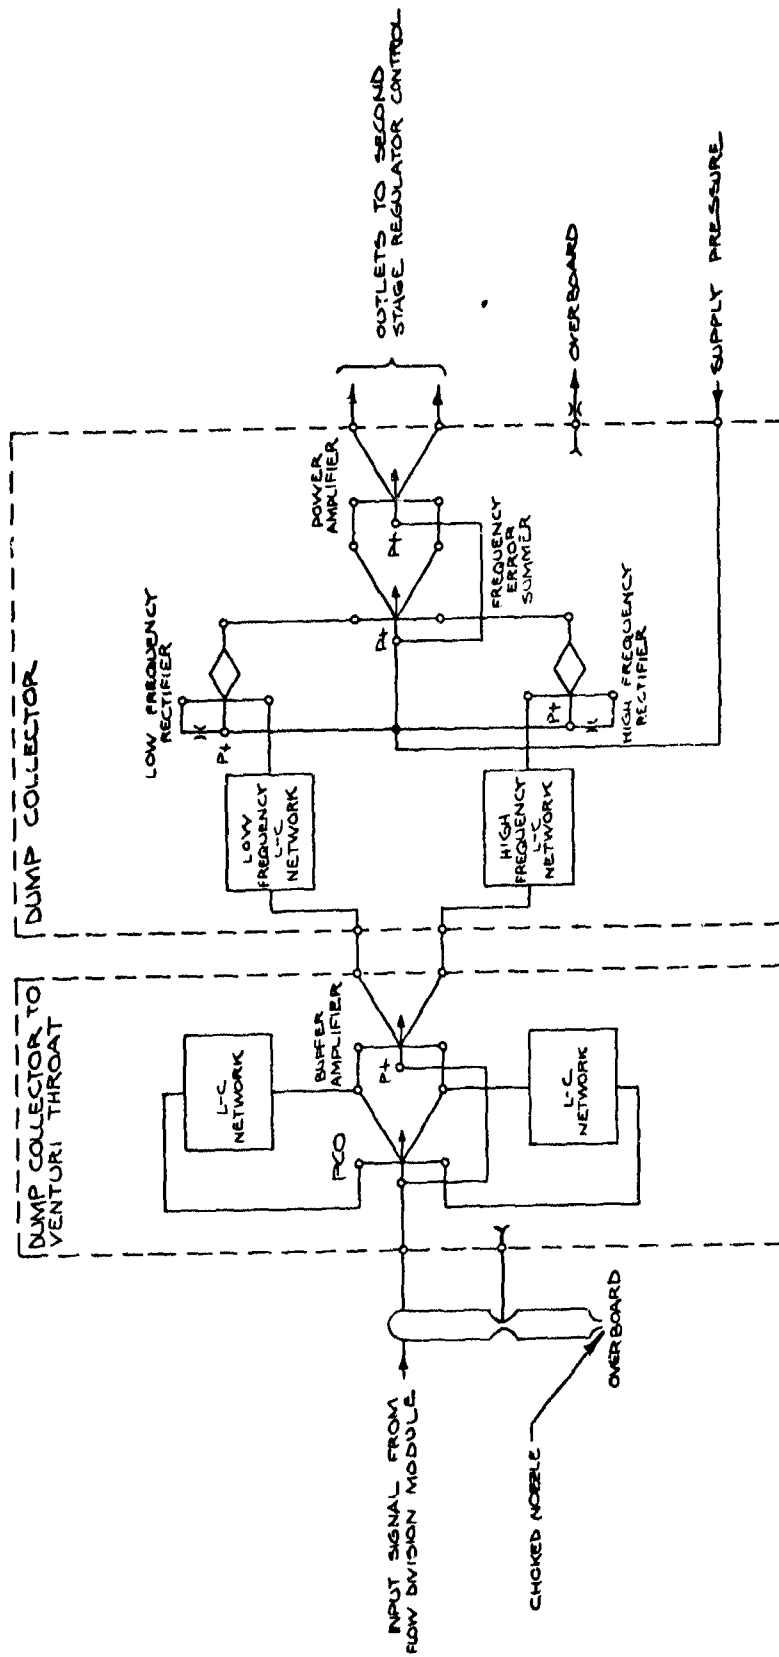 DUMP COLLECTOR TO
VENTURI THROAT
DUMP COLLECTOR
L-C
NETWORK
PCO
BUFFER
AMPLIFIER
P+
L-C
NETWORK
INPUT SIGNAL FROM
FLOW DIVISION MODULE
CHOKED NOZZLE
OVERBOARD
LOW FREQUENCY
RECTIFIER
P+
LOW
FREQUENCY
L-C
NETWORK
HIGH
FREQUENCY
L-C
NETWORK
P+
HIGH FREQUENCY
RECTIFIER
P+
FREQUENCY
ERROR
SUMMER
POWER
AMPLIFIER
P+
OUTLETS TO SECOND
STAGE REGULATOR CONTROL
OVERBOARD
SUPPLY PRESSURE